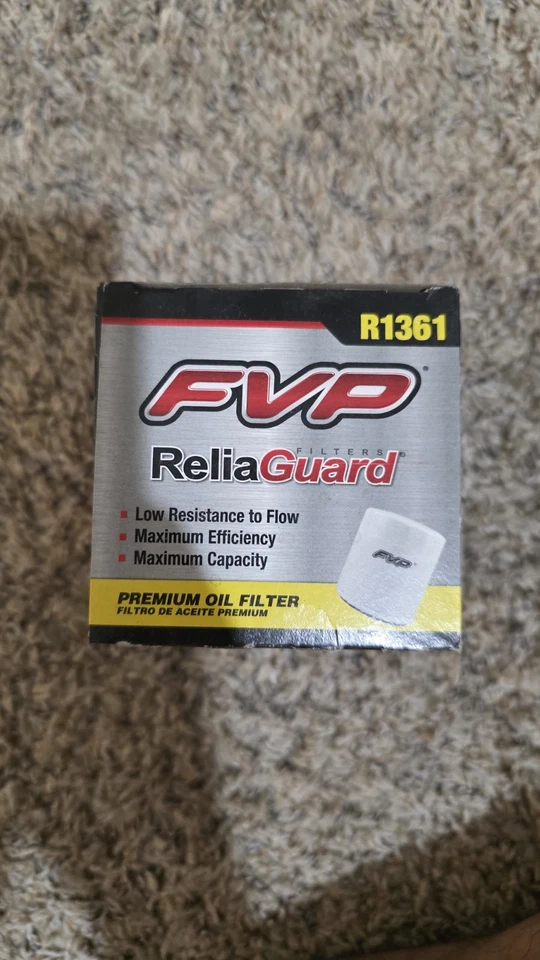 R1361
FVP®
FILTERS
ReliaGuard®
▪ Low Resistance to Flow
▪ Maximum Efficiency
▪ Maximum Capacity
FVP
PREMIUM OIL FILTER
FILTRO DE ACEITE PREMIUM